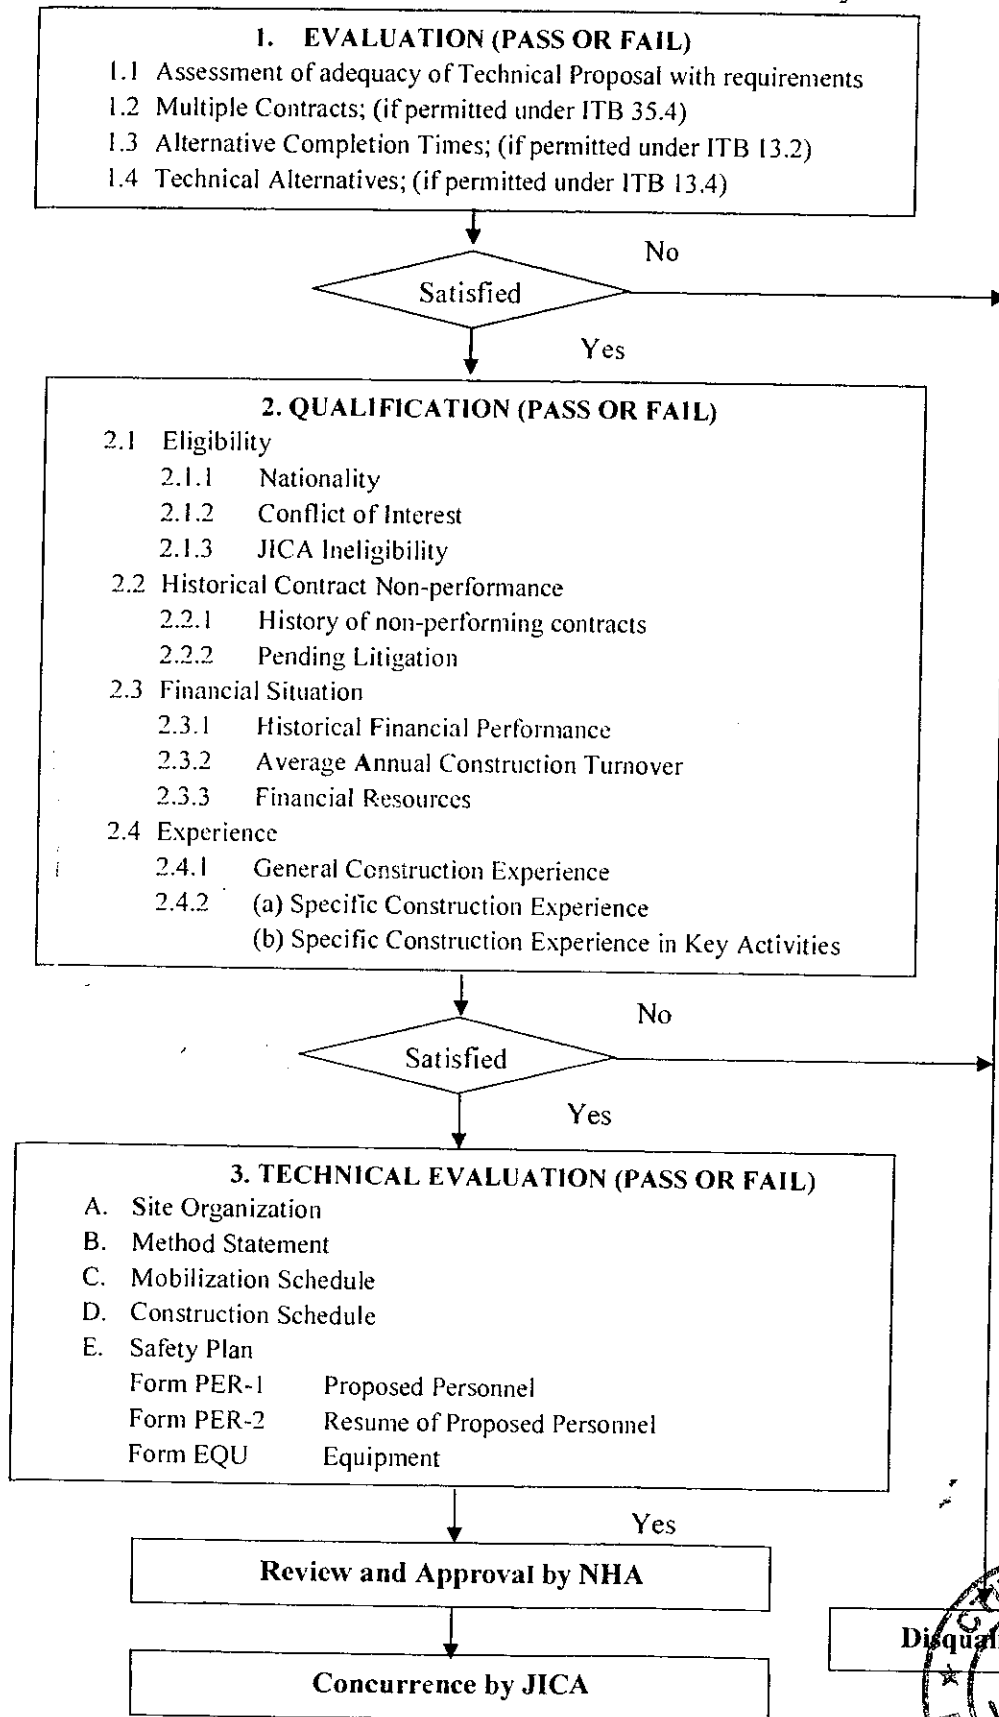 1. EVALUATION (PASS OR FAIL)
1.1 Assessment of adequacy of Technical Proposal with requirements
1.2 Multiple Contracts; (if permitted under ITB 35.4)
1.3 Alternative Completion Times; (if permitted under ITB 13.2)
1.4 Technical Alternatives; (if permitted under ITB 13.4)
No
Satisfied
Yes
2. QUALIFICATION (PASS OR FAIL)
2.1 Eligibility
2.1.1 Nationality
2.1.2 Conflict of Interest
2.1.3 JICA Ineligibility
2.2 Historical Contract Non-performance
2.2.1 History of non-performing contracts
2.2.2 Pending Litigation
2.3 Financial Situation
2.3.1 Historical Financial Performance
2.3.2 Average Annual Construction Turnover
2.3.3 Financial Resources
2.4 Experience
2.4.1 General Construction Experience
2.4.2 (a) Specific Construction Experience
(b) Specific Construction Experience in Key Activities
No
Satisfied
Yes
3. TECHNICAL EVALUATION (PASS OR FAIL)
A. Site Organization
B. Method Statement
C. Mobilization Schedule
D. Construction Schedule
E. Safety Plan
Form PER-1 Proposed Personnel
Form PER-2 Resume of Proposed Personnel
Form EQU Equipment
Yes
Review and Approval by NHA
Concurrence by JICA